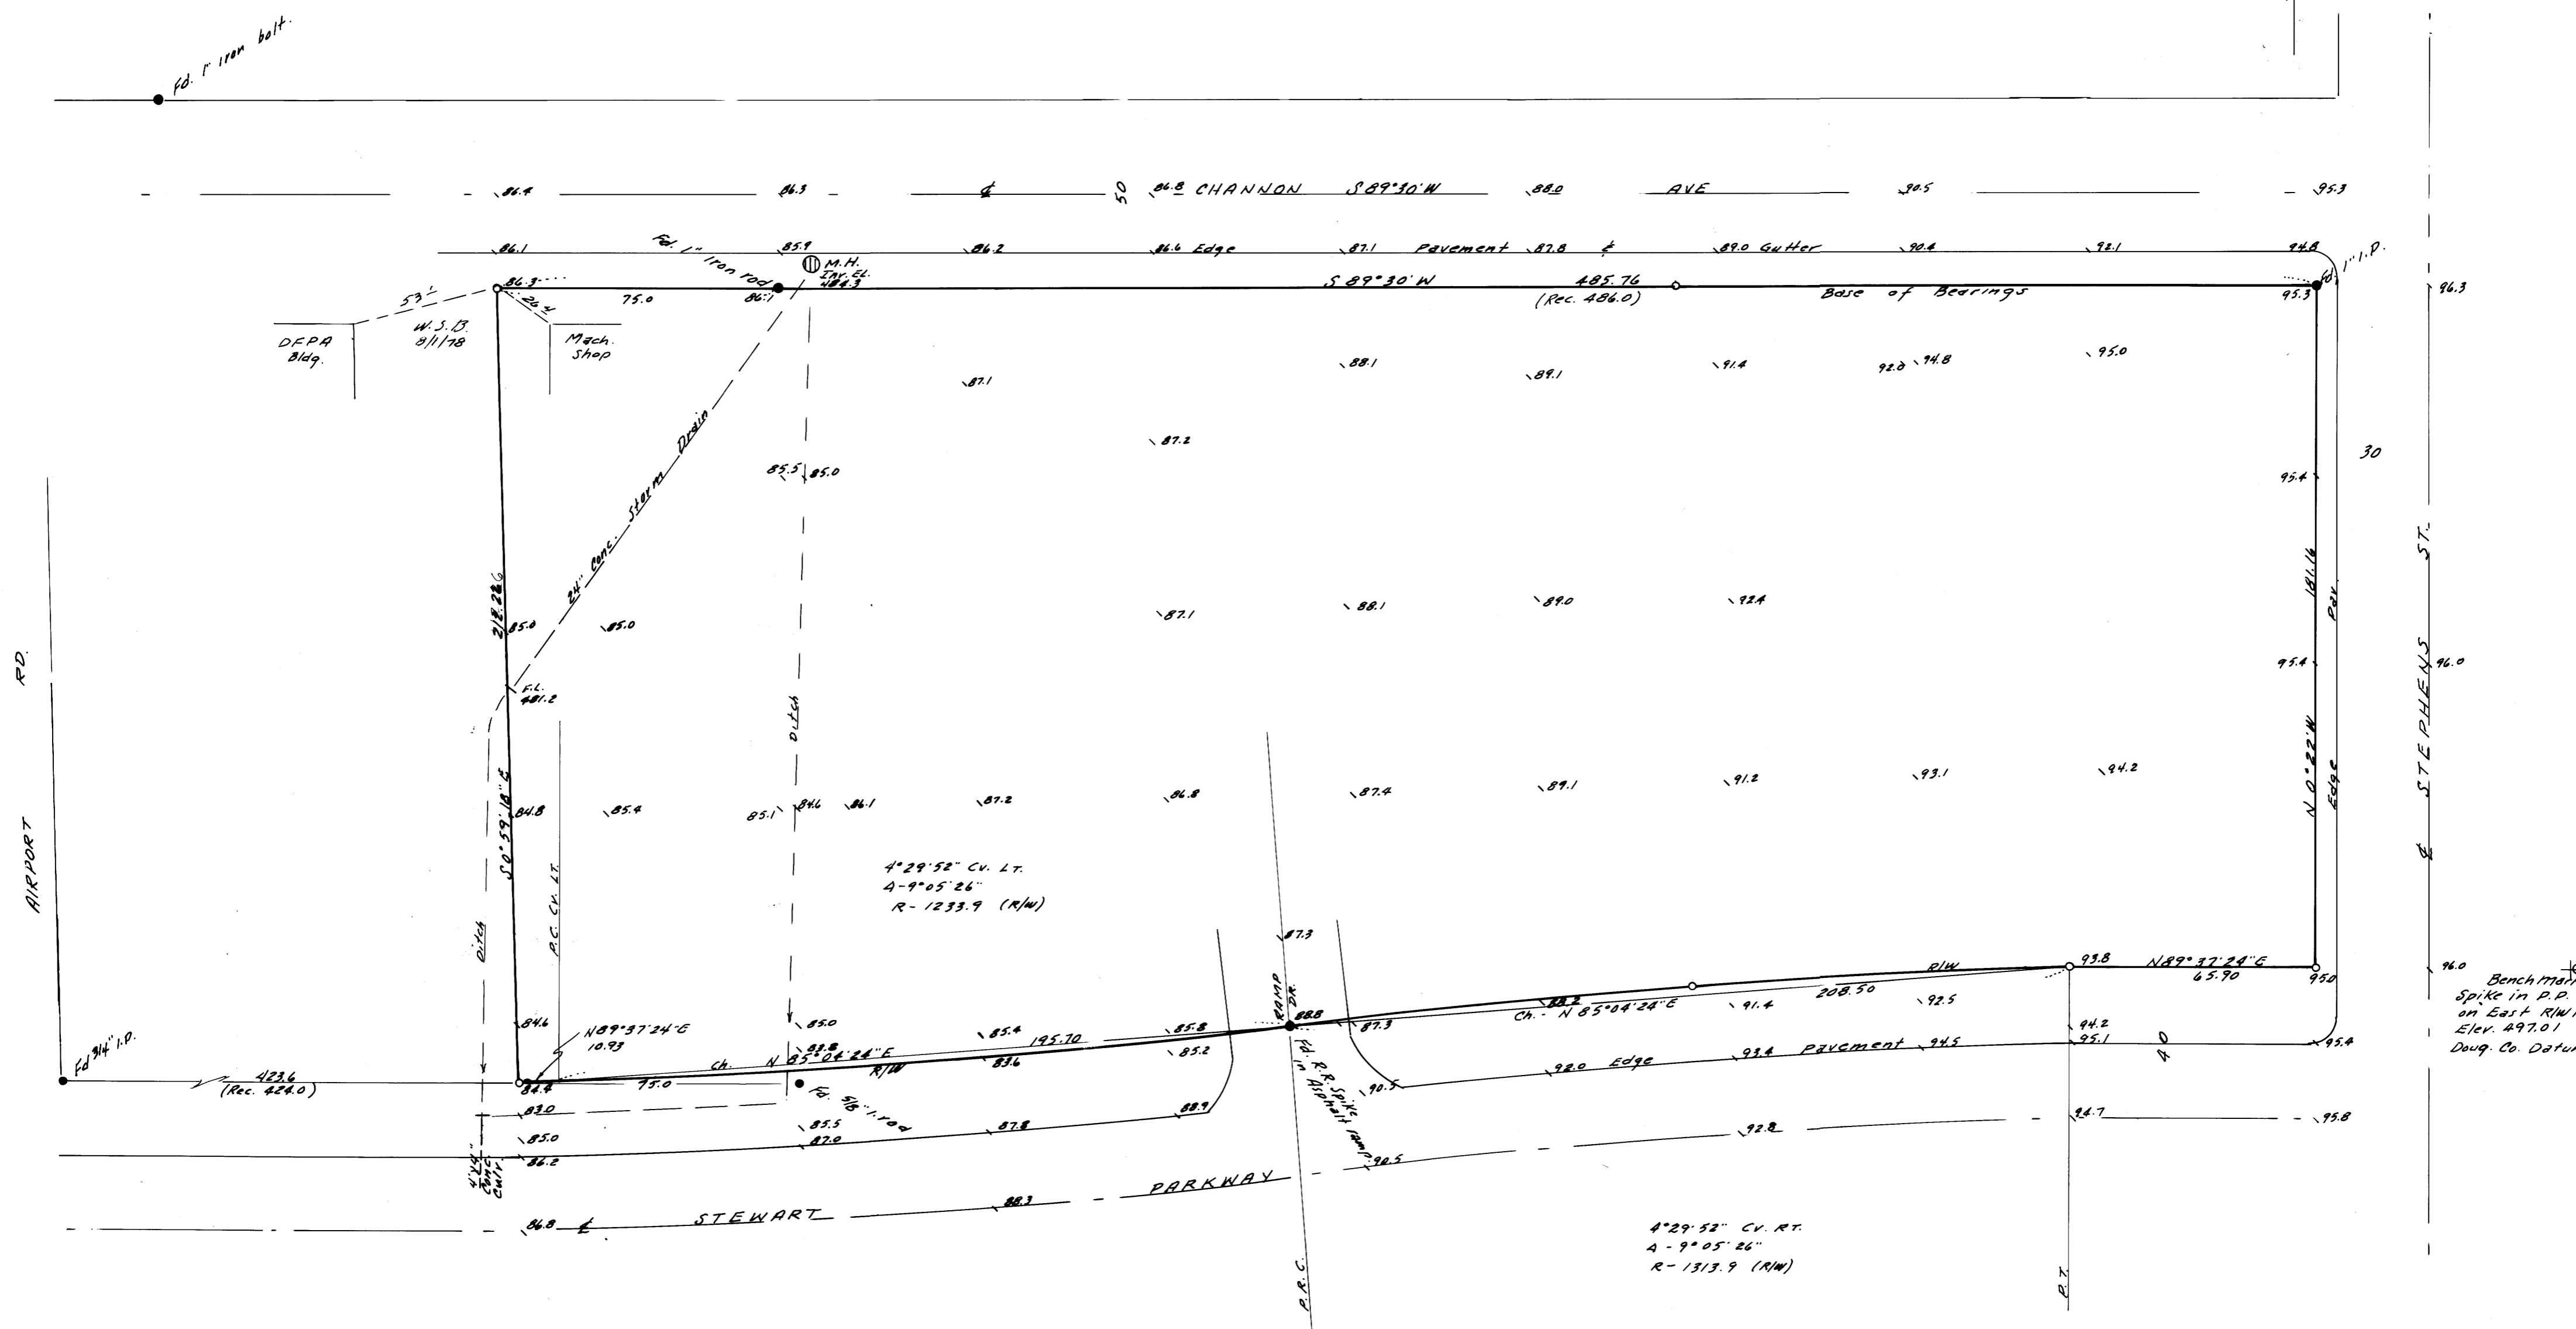 Fd. 1" Iron bolt.
86.4
86.3
℄
50
86.8 CHANNON S 89°30' W
88.0
AVE
90.5
95.3
86.1
Fd. 1" Iron rod
85.9
86.2
86.6 Edge
87.1
Pavement
87.8
&
89.0 Gutter
90.4
92.1
94.8
Fd. 1" I.P.
M.H.
Inv. El.
484.3
86.3
75.0
86.1
S 89°30' W
485.76
(Rec. 486.0)
Base of Bearings
95.3
96.3
53'
26.4
W.S.B.
8/1/78
DFPA
Bldg.
Mach.
Shop
87.1
88.1
89.1
91.4
92.0
94.8
95.0
87.2
24" Conc. Storm Drain
85.5
85.0
95.4
30
85.0
85.0
87.1
88.1
89.0
92.4
181.16
Edge Pav
95.4
96.0
℄ STEPHENS ST.
AIRPORT RD.
F.L.
481.2
Ditch
S 0° 59' 18" E
N 0° 22' W
84.8
85.4
85.1
84.6
86.1
87.2
86.8
87.4
89.1
91.2
93.1
94.2
P.C. Cv. LT.
Ditch
4° 29' 52" Cv. LT.
Δ - 9° 05' 26"
R - 1233.9 (R/W)
87.3
RAMP
DR.
88.8
93.8
N 89° 37' 24" E
65.90
95.0
96.0
R/W
Bench Mar
Spike in P.P.
on East R/W
Elev. 497.01
Doug. Co. Datu
84.6
N 89° 37' 24" E
10.93
85.0
83.8
85.4
195.70
85.8
85.2
83.6
87.3
88.2
Ch. - N 85° 04' 24" E
208.50
91.4
92.5
94.2
95.1
40
95.4
Fd 3/4" I.P.
423.6
(Rec. 424.0)
84.4
75.0
Ch. N 85° 04' 24" E
R/W
Fd. 5/8" I. rod
Fd. R.R. Spike
in Asphalt ramp.
90.5
92.0 Edge
93.4
Pavement 94.5
83.0
85.0
86.2
85.5
87.0
87.8
88.9
Conc.
Culv.
90.5
92.8
94.7
95.8
86.8 ℄ STEWART
88.3
PARKWAY
P.R.C.
P.T.
4° 29' 52" Cv. RT.
Δ - 9° 05' 26"
R - 1313.9 (R/W)